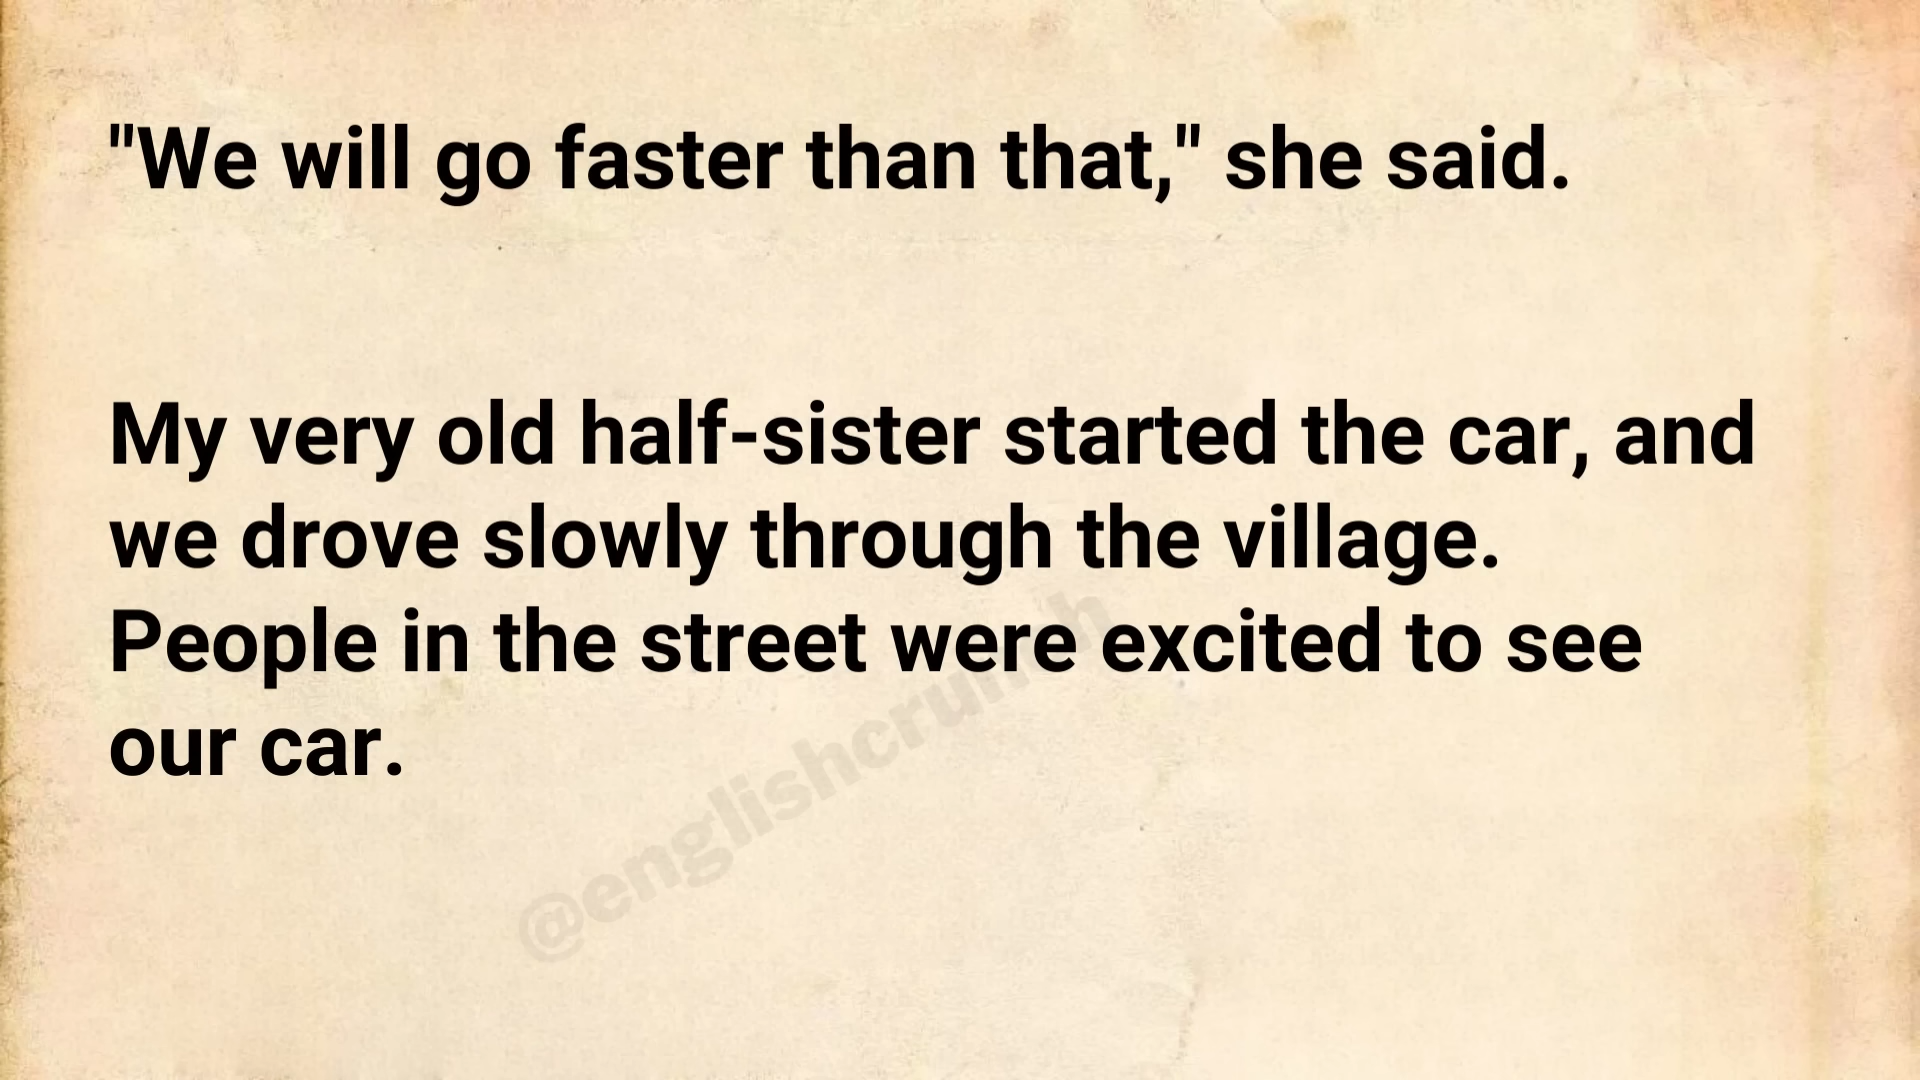 "We will go faster than that," she said.
My very old half-sister started the car, and
we drove slowly through the village.
People in the street were excited to see
our car.
@englishcrunch